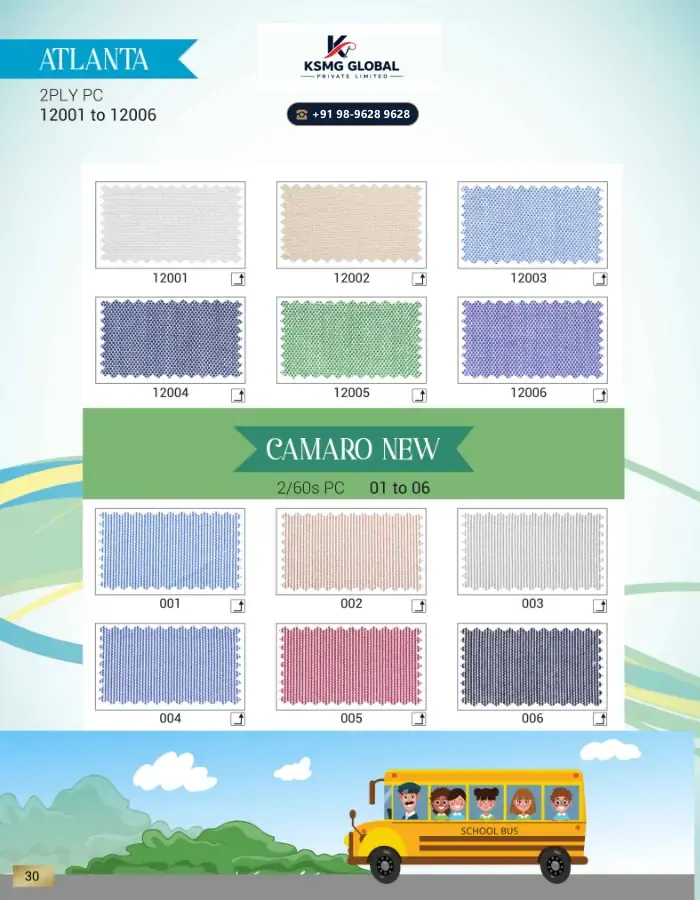 ATLANTA
2PLY PC
12001 to 12006
KSMG GLOBAL
PRIVATE LIMITED
+91 98-9628 9628
12001
12002
12003
12004
12005
12006
CAMARO NEW
2/60s PC 01 to 06
001
002
003
004
005
006
SCHOOL BUS
30